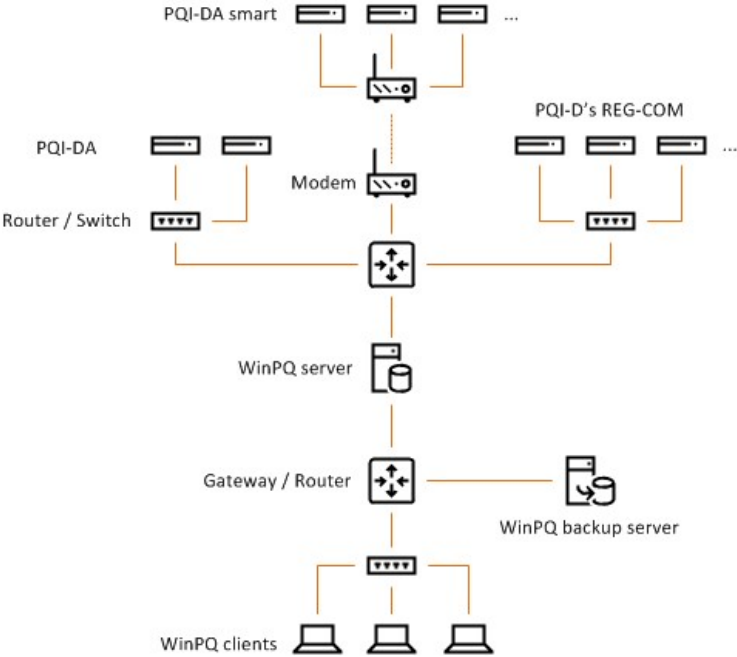 PQI-DA smart
...
PQI-D's REG-COM
PQI-DA
...
Modem
Router / Switch
WinPQ server
Gateway / Router
WinPQ backup server
WinPQ clients